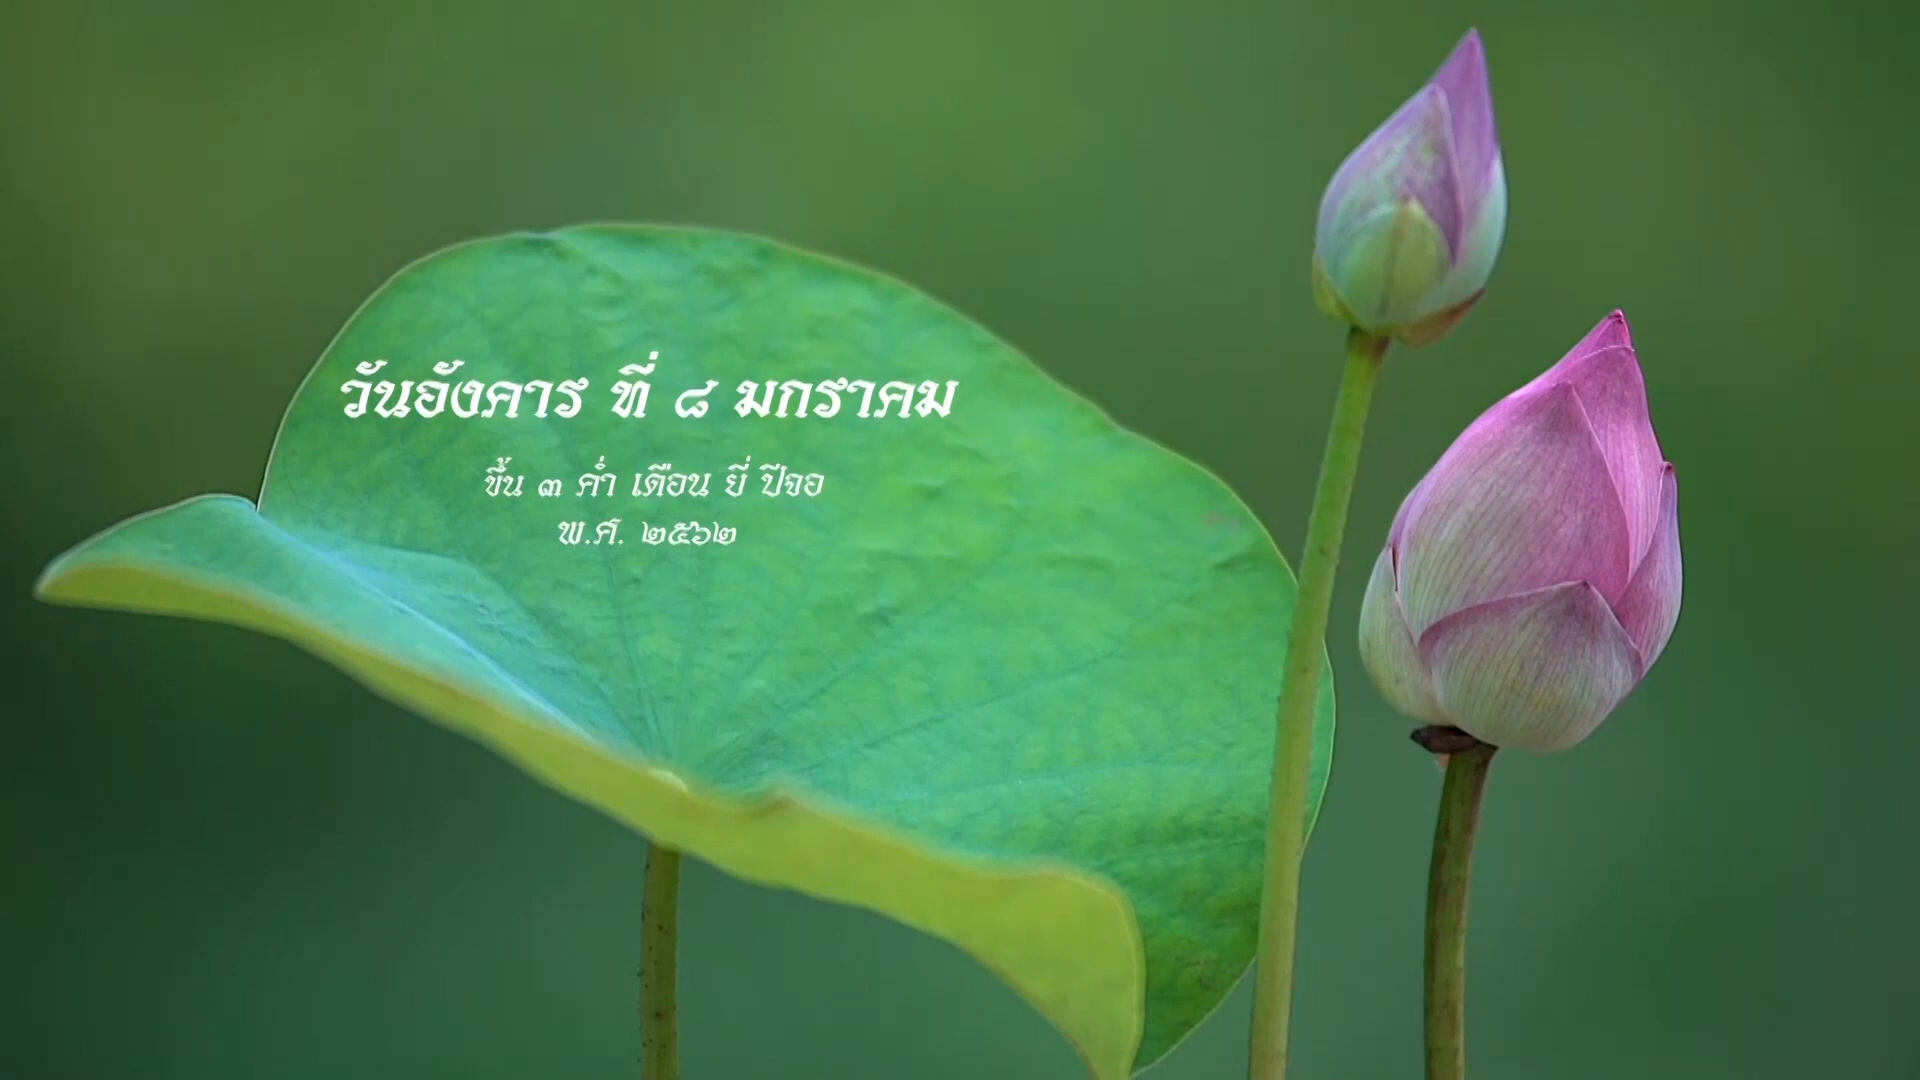 วันอังคาร ที่ ๘ มกราคม
ขึ้น ๓ ค่ำ เดือน ยี่ ปีจอ
พ.ศ. ๒๕๖๒